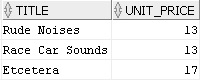 TITLE UNIT_PRICE
Rude Noises 13
Race Car Sounds 13
Etcetera 17